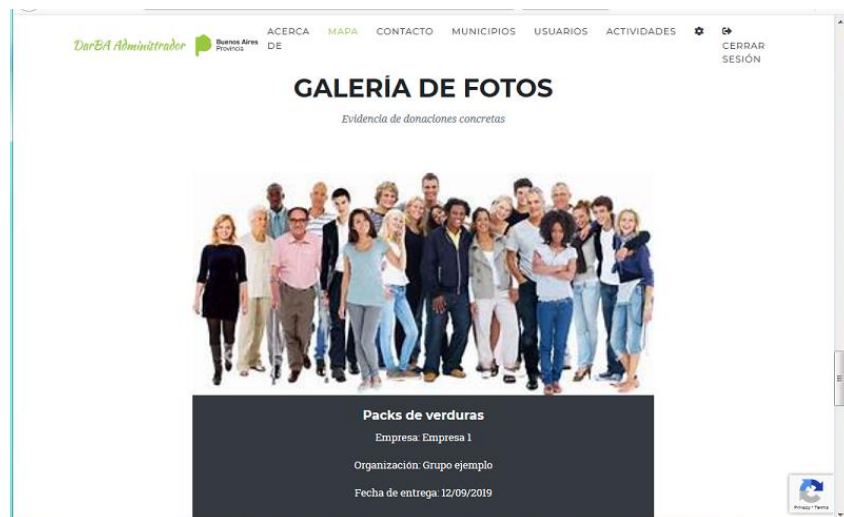 DarBA Administrador
Buenos Aires
Provincia
ACERCA
DE
MAPA
CONTACTO
MUNICIPIOS
USUARIOS
ACTIVIDADES
CERRAR
SESIÓN
GALERÍA DE FOTOS
Evidencia de donaciones concretas
Packs de verduras
Empresa: Empresa 1
Organización: Grupo ejemplo
Fecha de entrega: 12/09/2019
Privacy - Terms